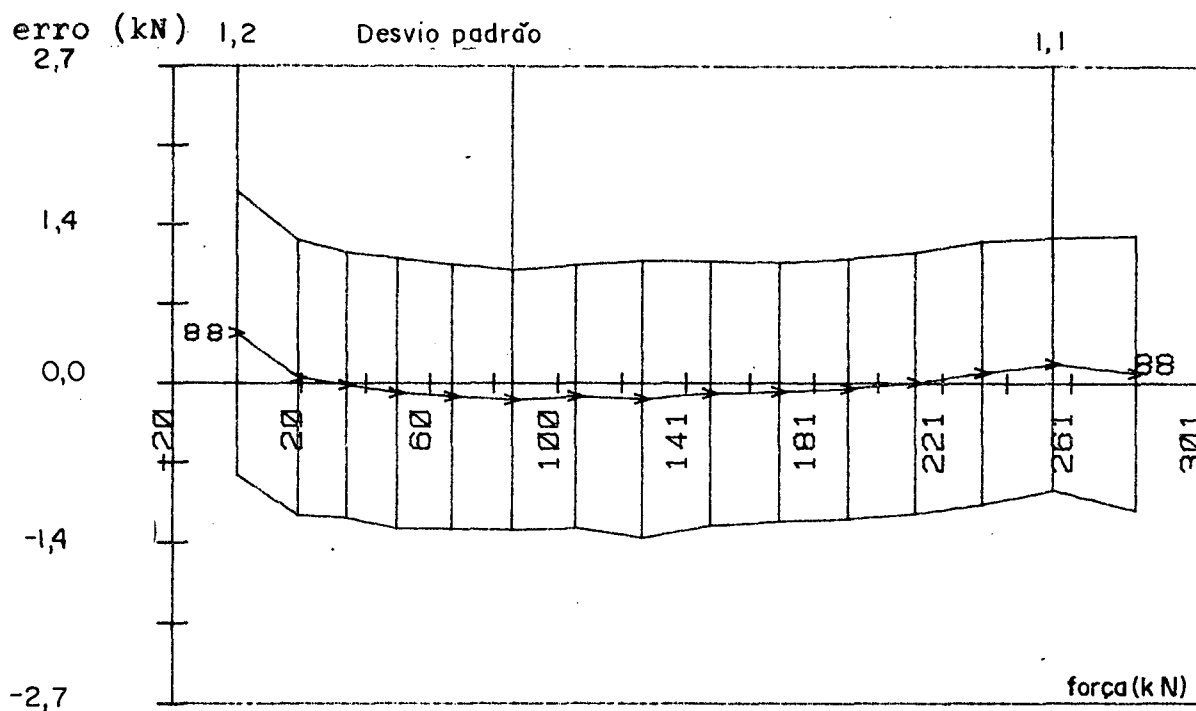 erro (kN) 1,2 Desvio padrão 1,1
2,7
1,4
88
0,0
88
-20 20 60 100 141 181 221 261 301
-1,4
-2,7
força (kN)